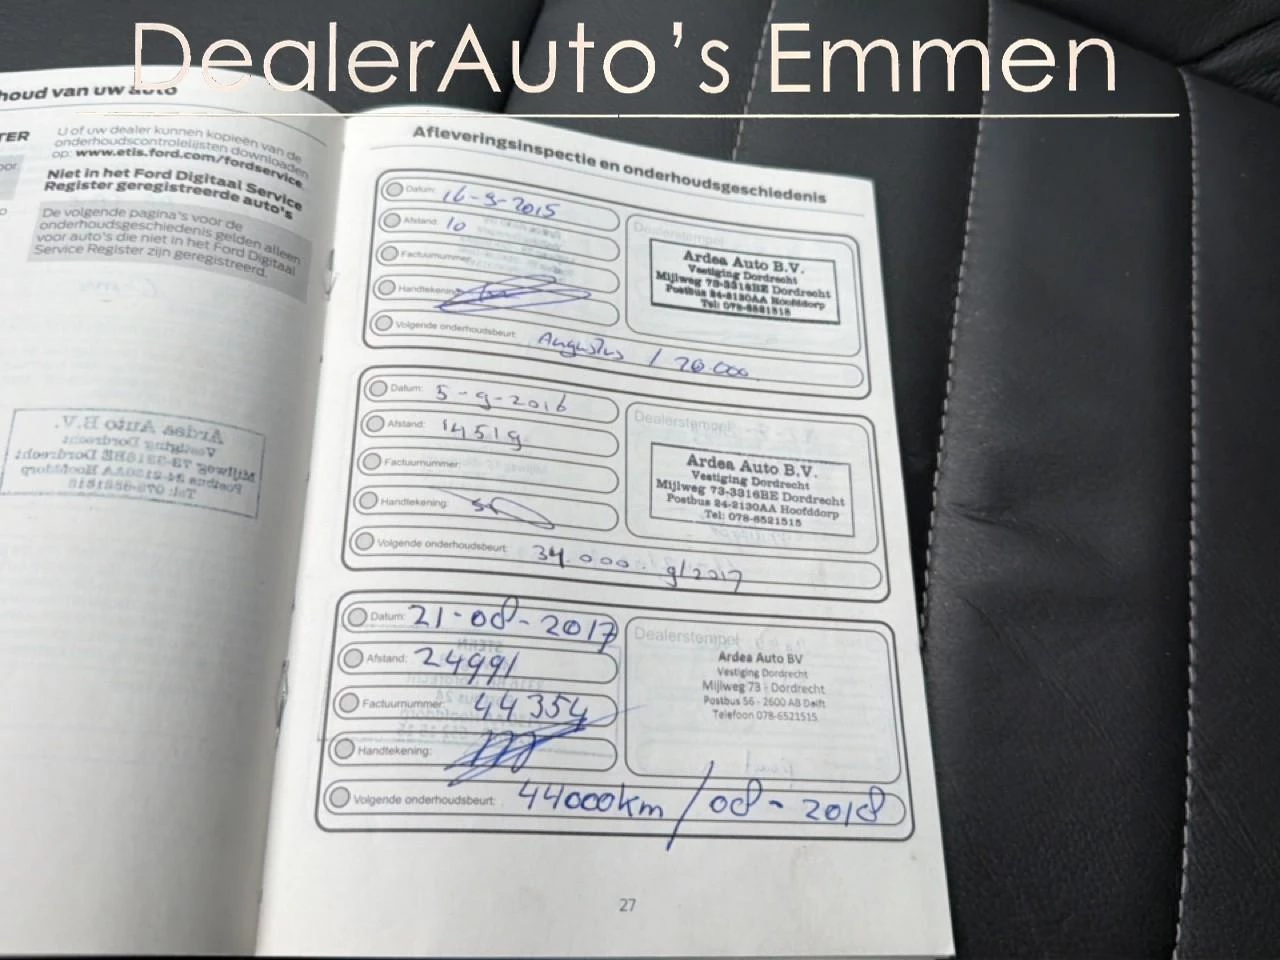 DealerAuto's Emmen
houd van uw auto
TER
U of uw dealer kunnen kopieën van de
onderhoudscontrolelijsten downloaden
op: www.etis.ford.com/fordservice.
Niet in het Ford Digitaal Service
Register geregistreerde auto's
De volgende pagina's voor de
onderhoudsgeschiedenis gelden alleen
voor auto's die niet in het Ford Digitaal
Service Register zijn geregistreerd.
Afleveringsinspectie en onderhoudsgeschiedenis
Datum: 16-9-2015
Afstand: 10
Factuurnummer:
Handtekening:
Volgende onderhoudsbeurt: Augustus / 20.000
Dealerstempel
Ardea Auto B.V.
Vestiging Dordrecht
Mijlweg 73-3316BE Dordrecht
Postbus 24-2130AA Hoofddorp
Tel: 078-6521515
Datum: 5-9-2016
Afstand: 14519
Factuurnummer:
Handtekening:
Volgende onderhoudsbeurt: 34.000 9/2017
Dealerstempel
Ardea Auto B.V.
Vestiging Dordrecht
Mijlweg 73-3316BE Dordrecht
Postbus 24-2130AA Hoofddorp
Tel: 078-6521515
Datum: 21-08-2017
Afstand: 24991
Factuurnummer: 44354
Handtekening:
Volgende onderhoudsbeurt: 44000km / 08-2018
Dealerstempel
Ardea Auto BV
Vestiging Dordrecht
Mijlweg 73 - Dordrecht
Postbus 56 - 2600 AB Delft
Telefoon 078-6521515
27